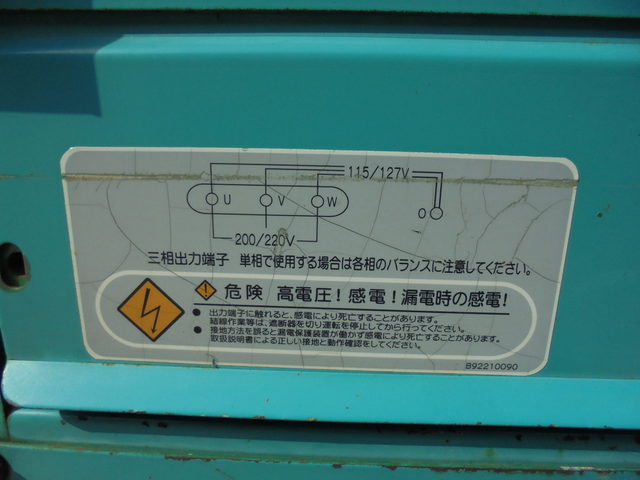 115/127V
U V W O
200/220V
三相出力端子 単相で使用する場合は各相のバランスに注意してください。
危険 高電圧!感電!漏電時の感電!
● 出力端子に触れると、感電により死亡することがあります。
結線作業等は、遮断器を切り運転を停止してから行ってください。
● 接地方法を誤ると漏電保護装置が働かず感電により死亡することがあります。
取扱説明書による正しい接地と動作確認をしてください。
B92210090